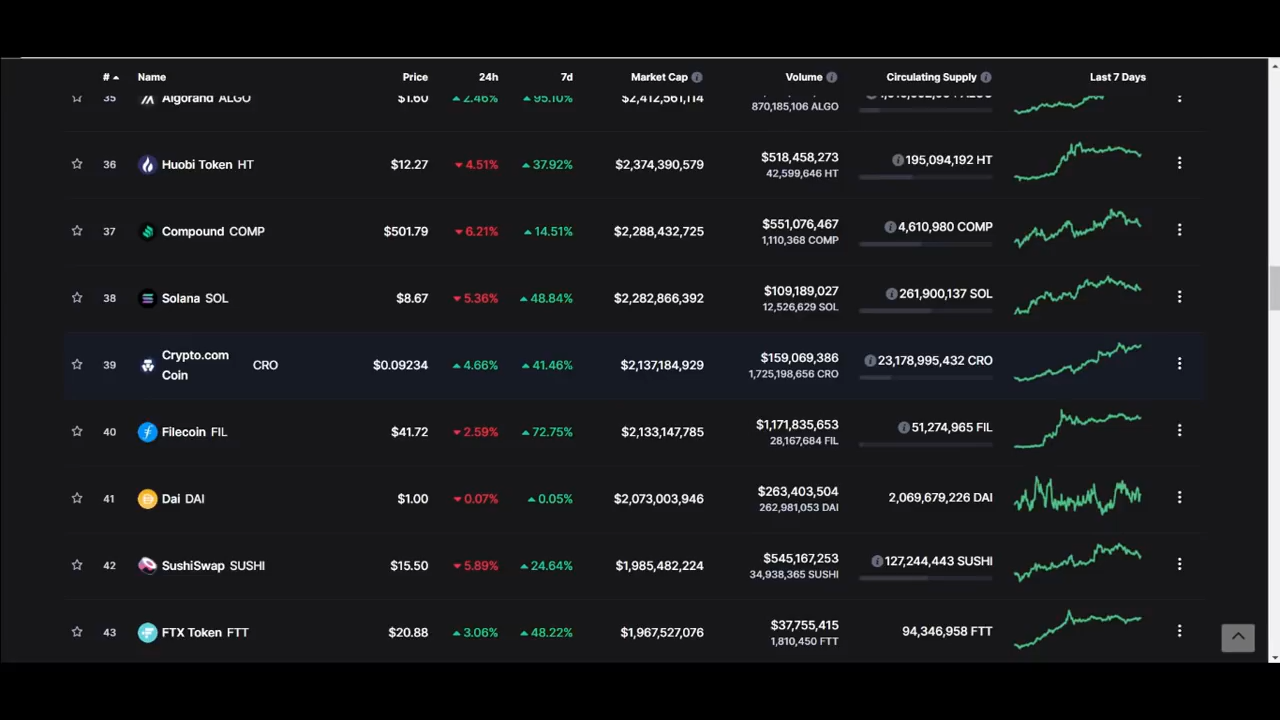 # Name Price 24h 7d Market Cap Volume Circulating Supply Last 7 Days
35 Algorand ALGO $1.60 2.46% 95.10% $2,412,561,114
870,185,106 ALGO
36 Huobi Token HT $12.27 4.51% 37.92% $2,374,390,579 $518,458,273 195,094,192 HT
42,599,646 HT
37 Compound COMP $501.79 6.21% 14.51% $2,288,432,725 $551,076,467 4,610,980 COMP
1,110,368 COMP
38 Solana SOL $8.67 5.36% 48.84% $2,282,866,392 $109,189,027 261,900,137 SOL
12,526,629 SOL
39 Crypto.com Coin CRO $0.09234 4.66% 41.46% $2,137,184,929 $159,069,386 23,178,995,432 CRO
1,725,198,656 CRO
40 Filecoin FIL $41.72 2.59% 72.75% $2,133,147,785 $1,171,835,653 51,274,965 FIL
28,167,684 FIL
41 Dai DAI $1.00 0.07% 0.05% $2,073,003,946 $263,403,504 2,069,679,226 DAI
262,981,053 DAI
42 SushiSwap SUSHI $15.50 5.89% 24.64% $1,985,482,224 $545,167,253 127,244,443 SUSHI
34,938,365 SUSHI
43 FTX Token FTT $20.88 3.06% 48.22% $1,967,527,076 $37,755,415 94,346,958 FTT
1,810,450 FTT